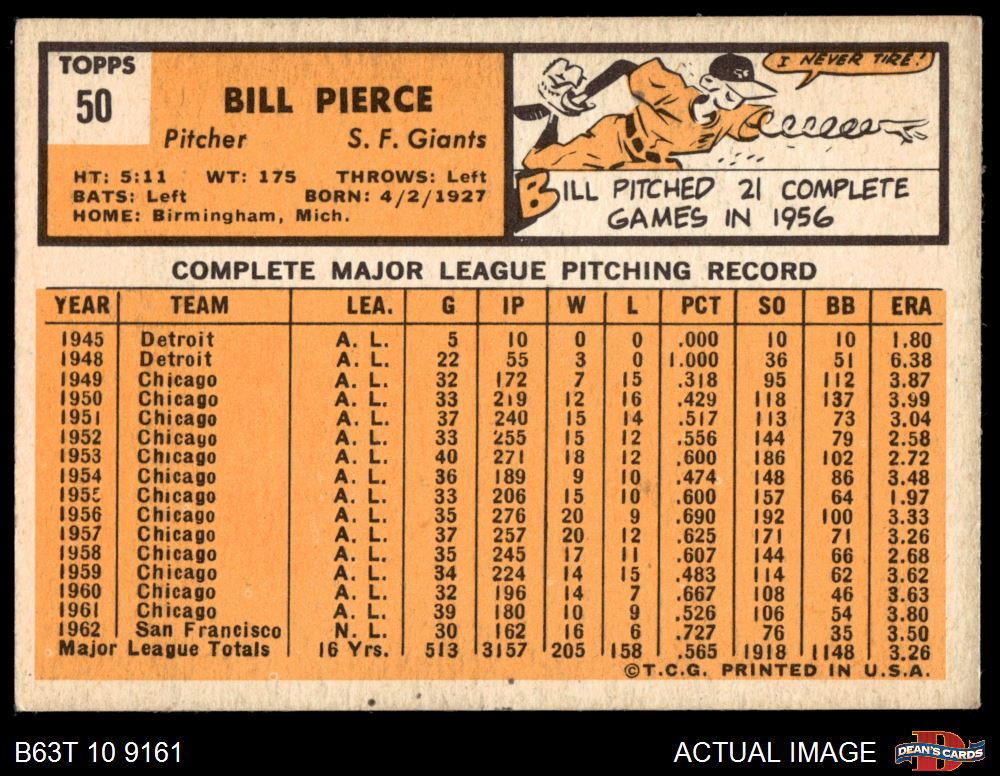 TOPPS
50
BILL PIERCE
Pitcher S. F. Giants
HT: 5:11 WT: 175 THROWS: Left
BATS: Left BORN: 4/2/1927
HOME: Birmingham, Mich.
I NEVER TIRE!
BILL PITCHED 21 COMPLETE
GAMES IN 1956
COMPLETE MAJOR LEAGUE PITCHING RECORD
YEAR TEAM LEA. G IP W L PCT SO BB ERA
1945 Detroit A. L. 5 10 0 0 .000 10 10 1.80
1948 Detroit A. L. 22 55 3 0 1.000 36 51 6.38
1949 Chicago A. L. 32 172 7 15 .318 95 112 3.87
1950 Chicago A. L. 33 219 12 16 .429 118 137 3.99
1951 Chicago A. L. 37 240 15 14 .517 113 73 3.04
1952 Chicago A. L. 33 255 15 12 .556 144 79 2.58
1953 Chicago A. L. 40 271 18 12 .600 186 102 2.72
1954 Chicago A. L. 36 189 9 10 .474 148 86 3.48
1955 Chicago A. L. 33 206 15 10 .600 157 64 1.97
1956 Chicago A. L. 35 276 20 9 .690 192 100 3.33
1957 Chicago A. L. 37 257 20 12 .625 171 71 3.26
1958 Chicago A. L. 35 245 17 11 .607 144 66 2.68
1959 Chicago A. L. 34 224 14 15 .483 114 62 3.62
1960 Chicago A. L. 32 196 14 7 .667 108 46 3.63
1961 Chicago A. L. 39 180 10 9 .526 106 54 3.80
1962 San Francisco N. L. 30 162 16 6 .727 76 35 3.50
Major League Totals 16 Yrs. 513 3157 205 158 .565 1918 1148 3.26
©T.C.G. PRINTED IN U.S.A.
B63T 10 9161 ACTUAL IMAGE DEAN'S CARDS